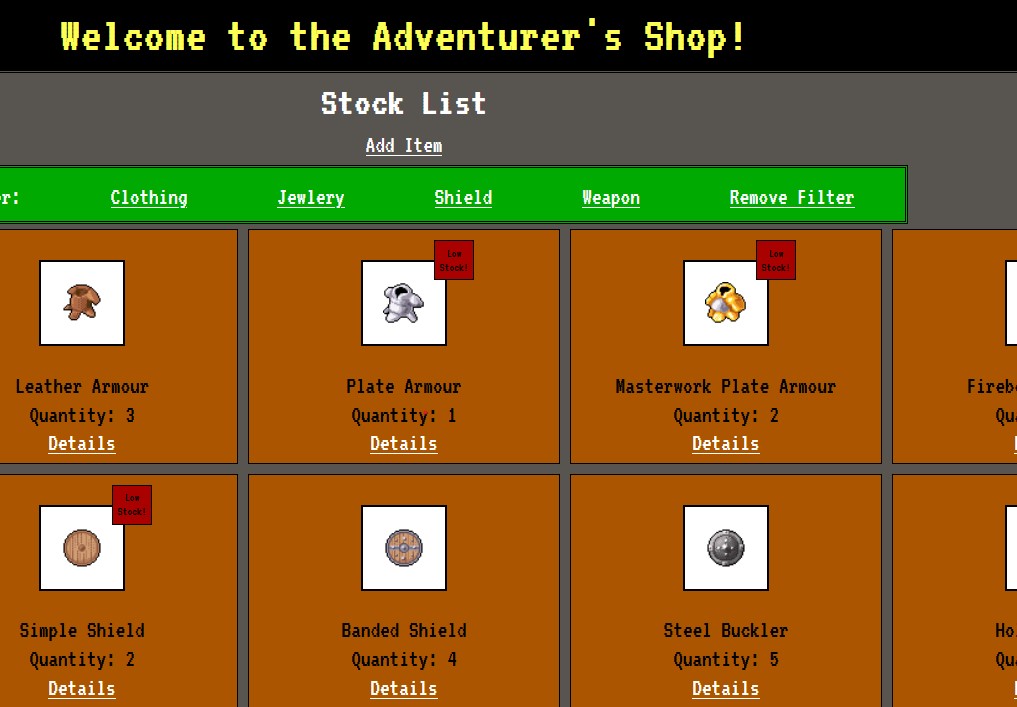 Welcome to the Adventurer's Shop!
Stock List
Add Item
Clothing Jewlery Shield Weapon Remove Filter
Low Stock!
Low Stock!
Leather Armour Plate Armour Masterwork Plate Armour
Quantity: 3 Quantity: 1 Quantity: 2
Details Details Details
Low Stock!
Simple Shield Banded Shield Steel Buckler
Quantity: 2 Quantity: 4 Quantity: 5
Details Details Details